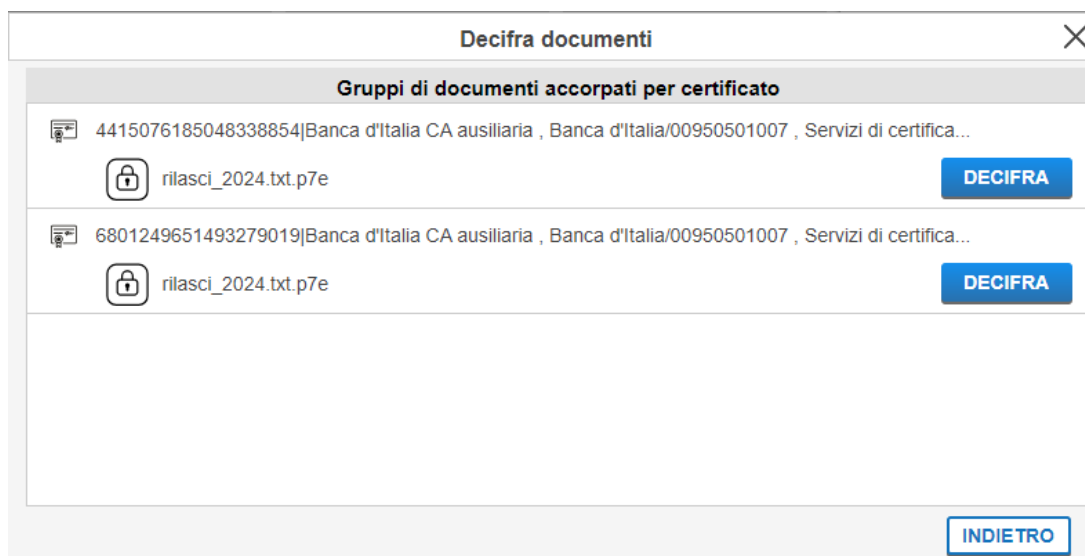 Decifra documenti
Gruppi di documenti accorpati per certificato
4415076185048338854|Banca d'Italia CA ausiliaria , Banca d'Italia/00950501007 , Servizi di certifica...
rilasci_2024.txt.p7e
DECIFRA
6801249651493279019|Banca d'Italia CA ausiliaria , Banca d'Italia/00950501007 , Servizi di certifica...
rilasci_2024.txt.p7e
DECIFRA
INDIETRO